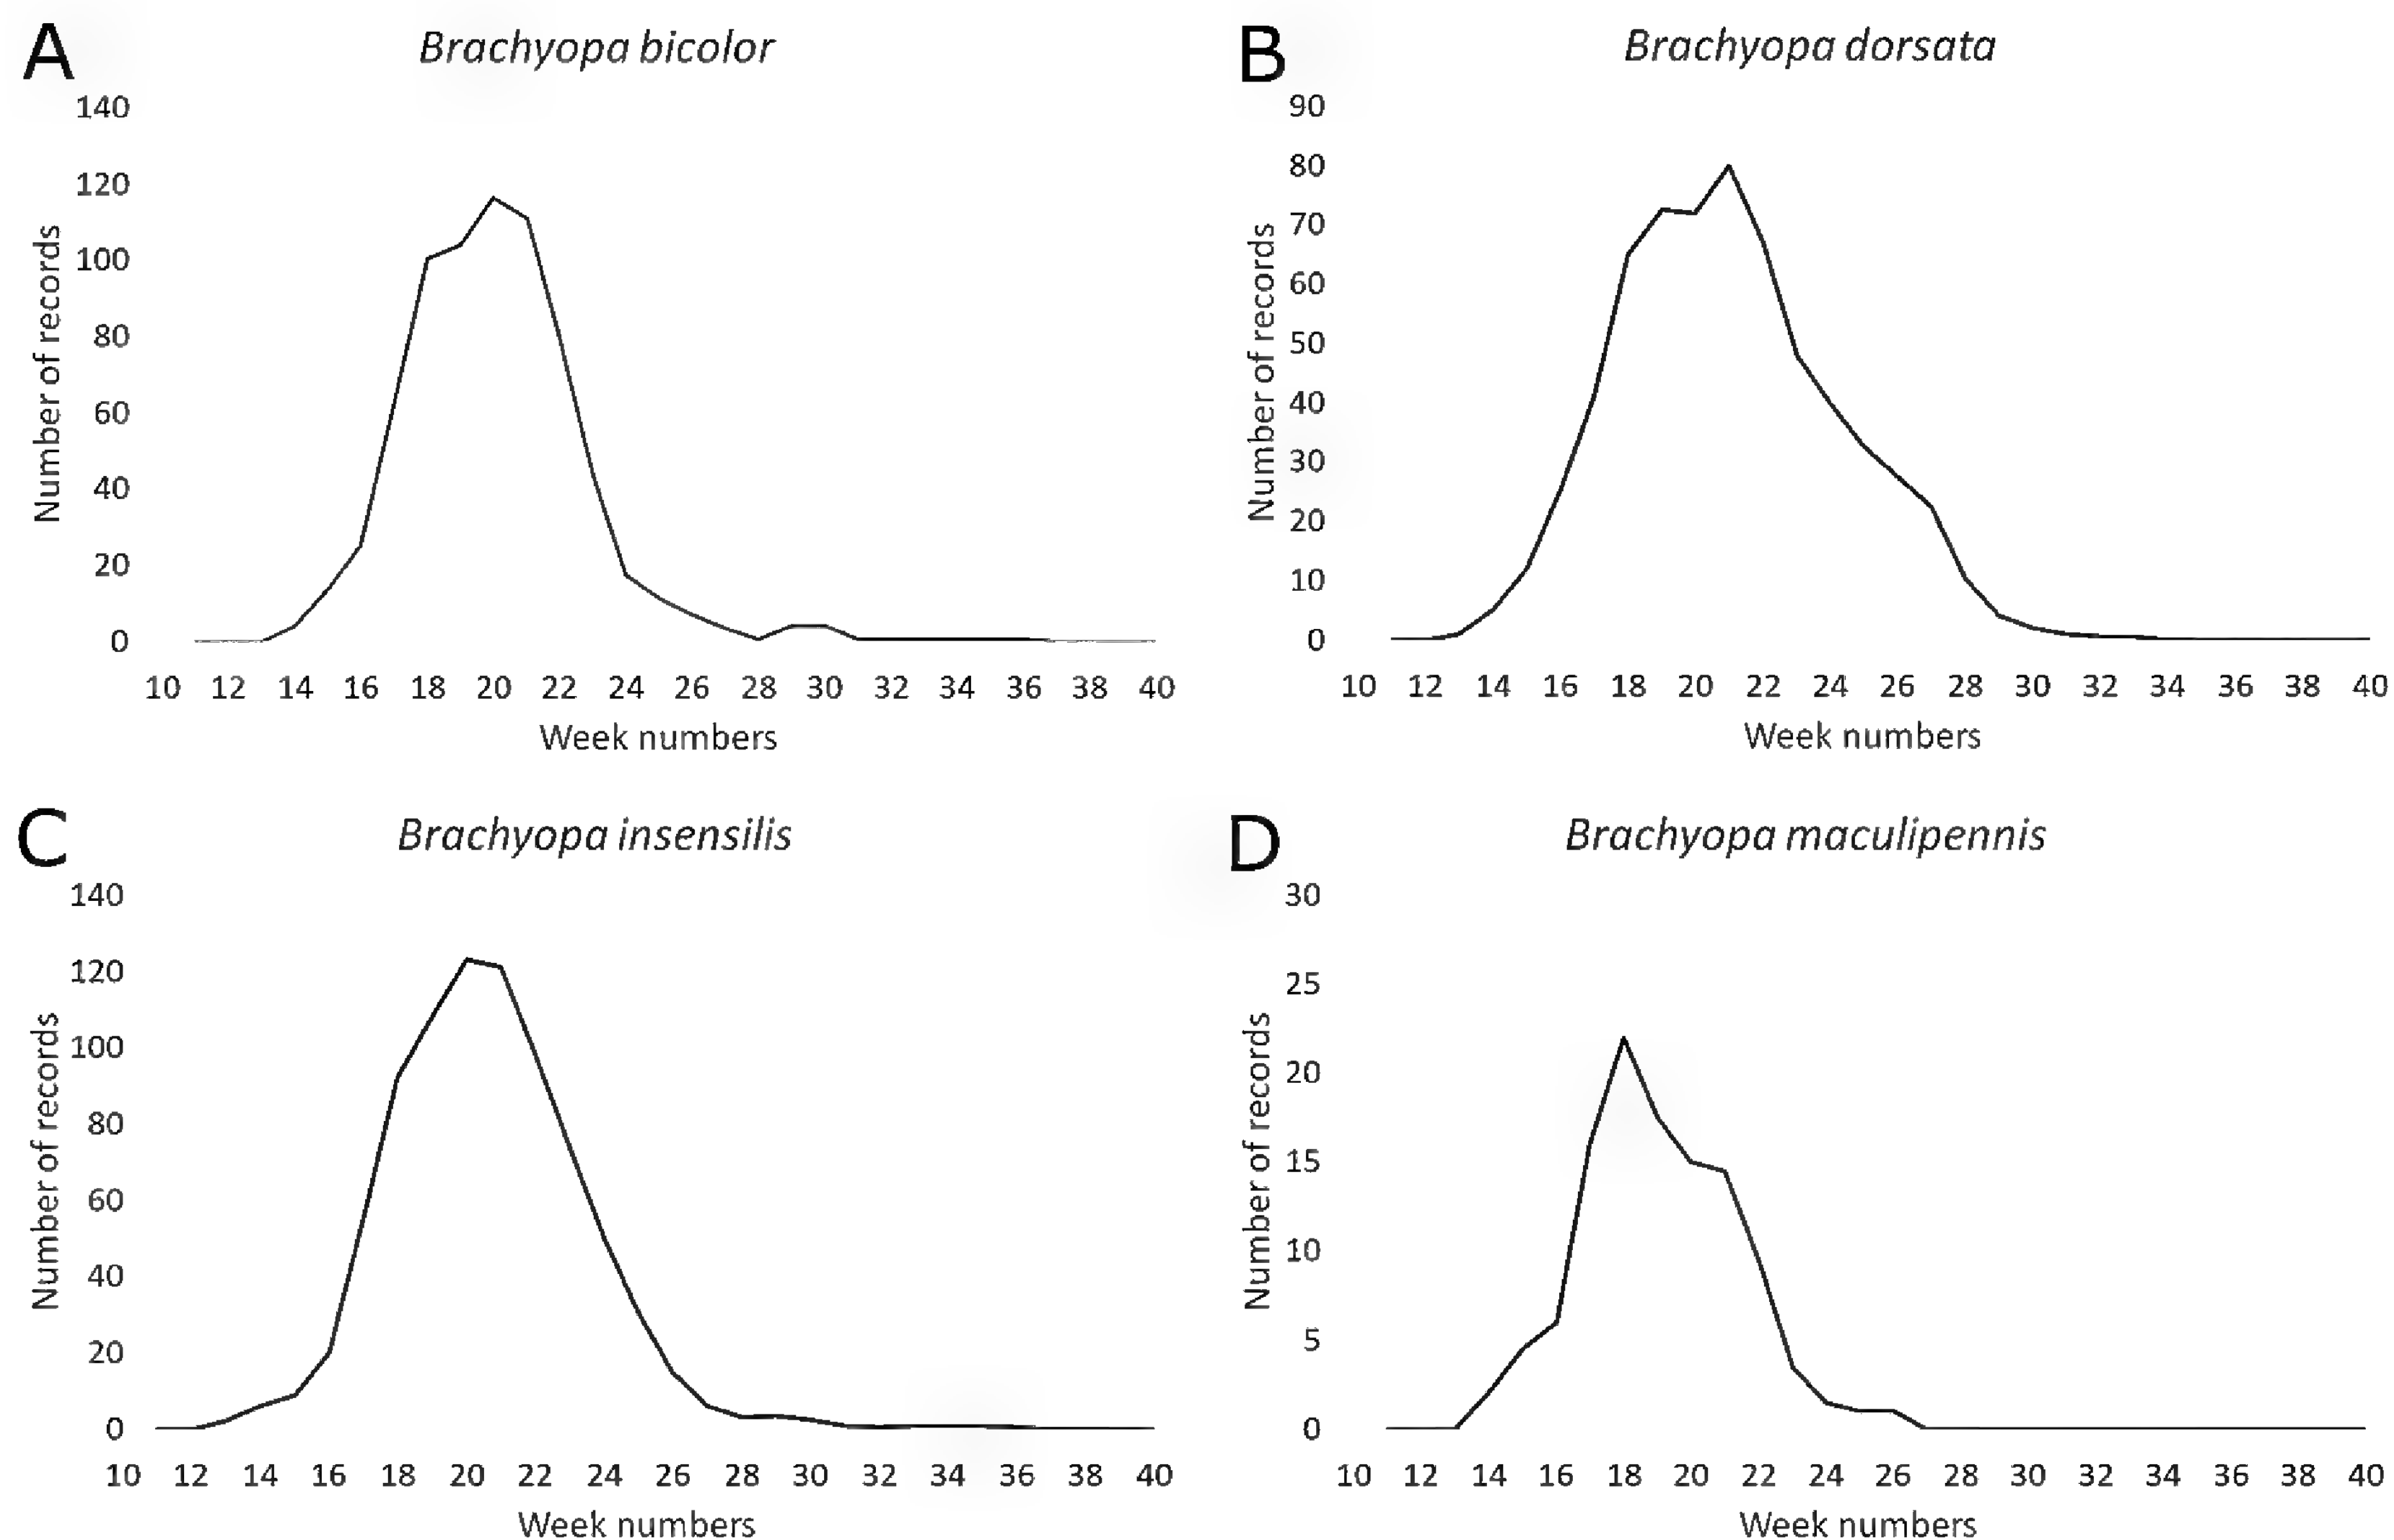 A
Brachyopa bicolor
140
120
100
80
60
40
20
0
Number of records
10 12 14 16 18 20 22 24 26 28 30 32 34 36 38 40
Week numbers
B
Brachyopa dorsata
90
80
70
60
50
40
30
20
10
0
Number of records
10 12 14 16 18 20 22 24 26 28 30 32 34 36 38 40
Week numbers
C
Brachyopa insensilis
140
120
100
80
60
40
20
0
Number of records
10 12 14 16 18 20 22 24 26 28 30 32 34 36 38 40
Week numbers
D
Brachyopa maculipennis
30
25
20
15
10
5
0
Number of records
10 12 14 16 18 20 22 24 26 28 30 32 34 36 38 40
Week numbers